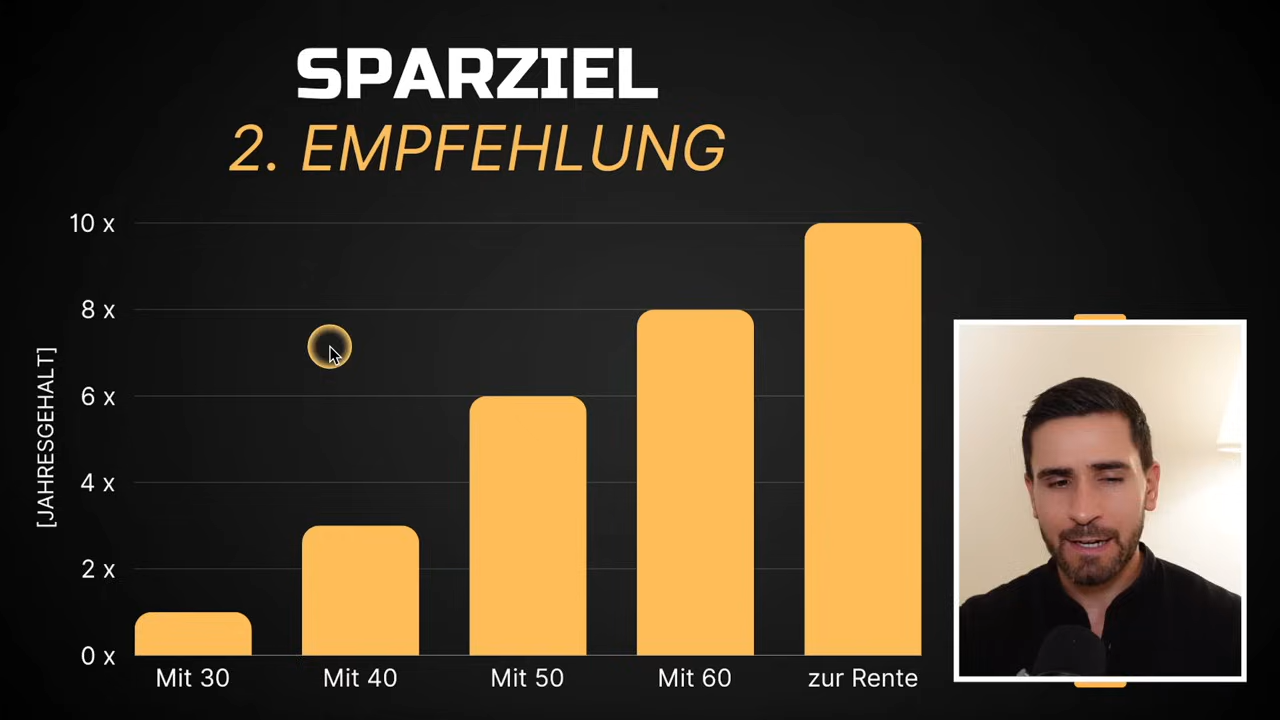 SPARZIEL
2. EMPFEHLUNG
[JAHRESGEHALT]
10 x
8 x
6 x
4 x
2 x
0 x
Mit 30
Mit 40
Mit 50
Mit 60
zur Rente